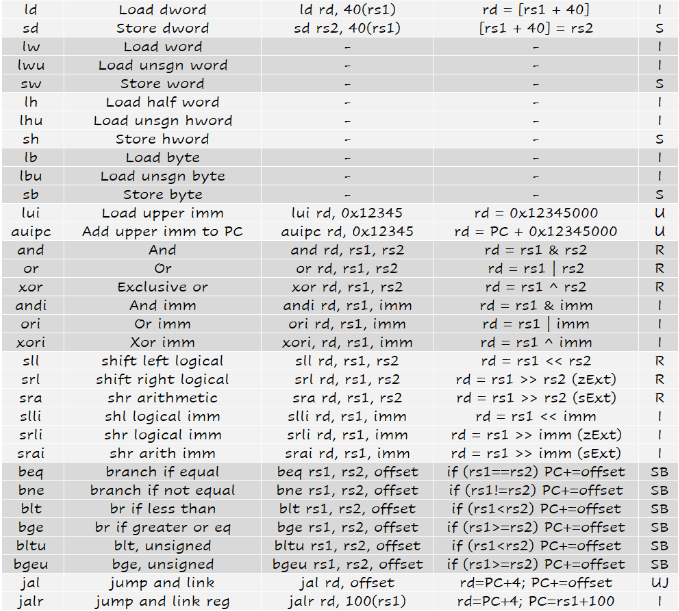 ld Load dword ld rd, 40(rs1) rd = [rs1 + 40] I
sd Store dword sd rs2, 40(rs1) [rs1 + 40] = rs2 S
lw Load word - - I
lwu Load unsgn word - - I
sw Store word - - S
lh Load half word - - I
lhu Load unsgn hword - - I
sh Store hword - - S
lb Load byte - - I
lbu Load unsgn byte - - I
sb Store byte - - S
lui Load upper imm lui rd, 0x12345 rd = 0x12345000 U
auipc Add upper imm to PC auipc rd, 0x12345 rd = PC + 0x12345000 U
and And and rd, rs1, rs2 rd = rs1 & rs2 R
or Or or rd, rs1, rs2 rd = rs1 | rs2 R
xor Exclusive or xor rd, rs1, rs2 rd = rs1 ^ rs2 R
andi And imm andi rd, rs1, imm rd = rs1 & imm I
ori Or imm ori rd, rs1, imm rd = rs1 | imm I
xori Xor imm xori, rd, rs1, imm rd = rs1 ^ imm I
sll shift left logical sll rd, rs1, rs2 rd = rs1 << rs2 R
srl shift right logical srl rd, rs1, rs2 rd = rs1 >> rs2 (zExt) R
sra shr arithmetic sra rd, rs1, rs2 rd = rs1 >> rs2 (sExt) R
slli shl logical imm slli rd, rs1, imm rd = rs1 << imm I
srli shr logical imm srli rd, rs1, imm rd = rs1 >> imm (zExt) I
srai shr arith imm srai rd, rs1, imm rd = rs1 >> imm (sExt) I
beq branch if equal beq rs1, rs2, offset if (rs1==rs2) PC+=offset SB
bne branch if not equal bne rs1, rs2, offset if (rs1!=rs2) PC+=offset SB
blt br if less than blt rs1, rs2, offset if (rs1<rs2) PC+=offset SB
bge br if greater or eq bge rs1, rs2, offset if (rs1>=rs2) PC+=offset SB
bltu blt, unsigned bltu rs1, rs2, offset if (rs1<rs2) PC+=offset SB
bgeu bge, unsigned bgeu rs1, rs2, offset if (rs1>=rs2) PC+=offset SB
jal jump and link jal rd, offset rd=PC+4; PC+=offset UJ
jalr jump and link reg jalr rd, 100(rs1) rd=PC+4; PC=rs1+100 I